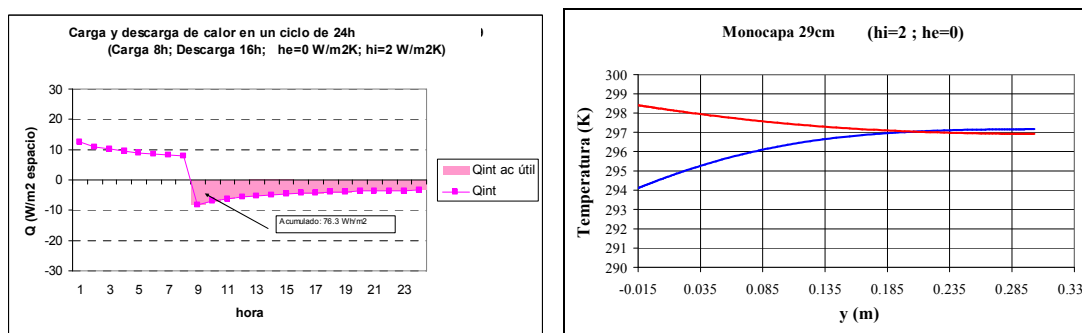 Carga y descarga de calor en un ciclo de 24h
(Carga 8h; Descarga 16h; he=0 W/m2K; hi=2 W/m2K)
Q (W/m2 espacio)
30
20
10
0
-10
-20
-30
Acumulado: 76.3 Wh/m2
1 3 5 7 9 11 13 15 17 19 21 23
hora
Qint ac útil
Qint
Monocapa 29cm (hi=2 ; he=0)
Temperatura (K)
300
299
298
297
296
295
294
293
292
291
290
-0.015 0.035 0.085 0.135 0.185 0.235 0.285 0.33
y (m)